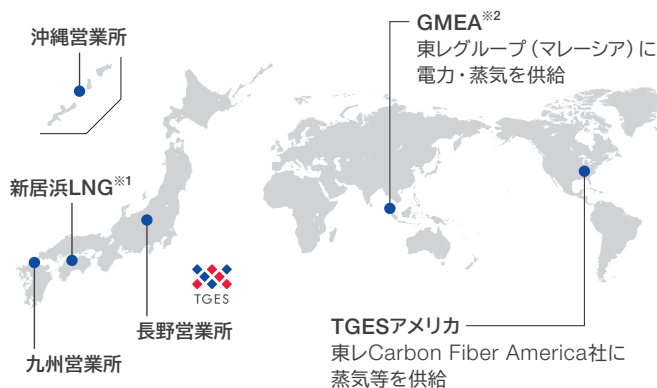 沖縄営業所
新居浜LNG※1
TGES
長野営業所
九州営業所
GMEA※2
東レグループ（マレーシア）に
電力・蒸気を供給
TGESアメリカ
東レCarbon Fiber America社に
蒸気等を供給